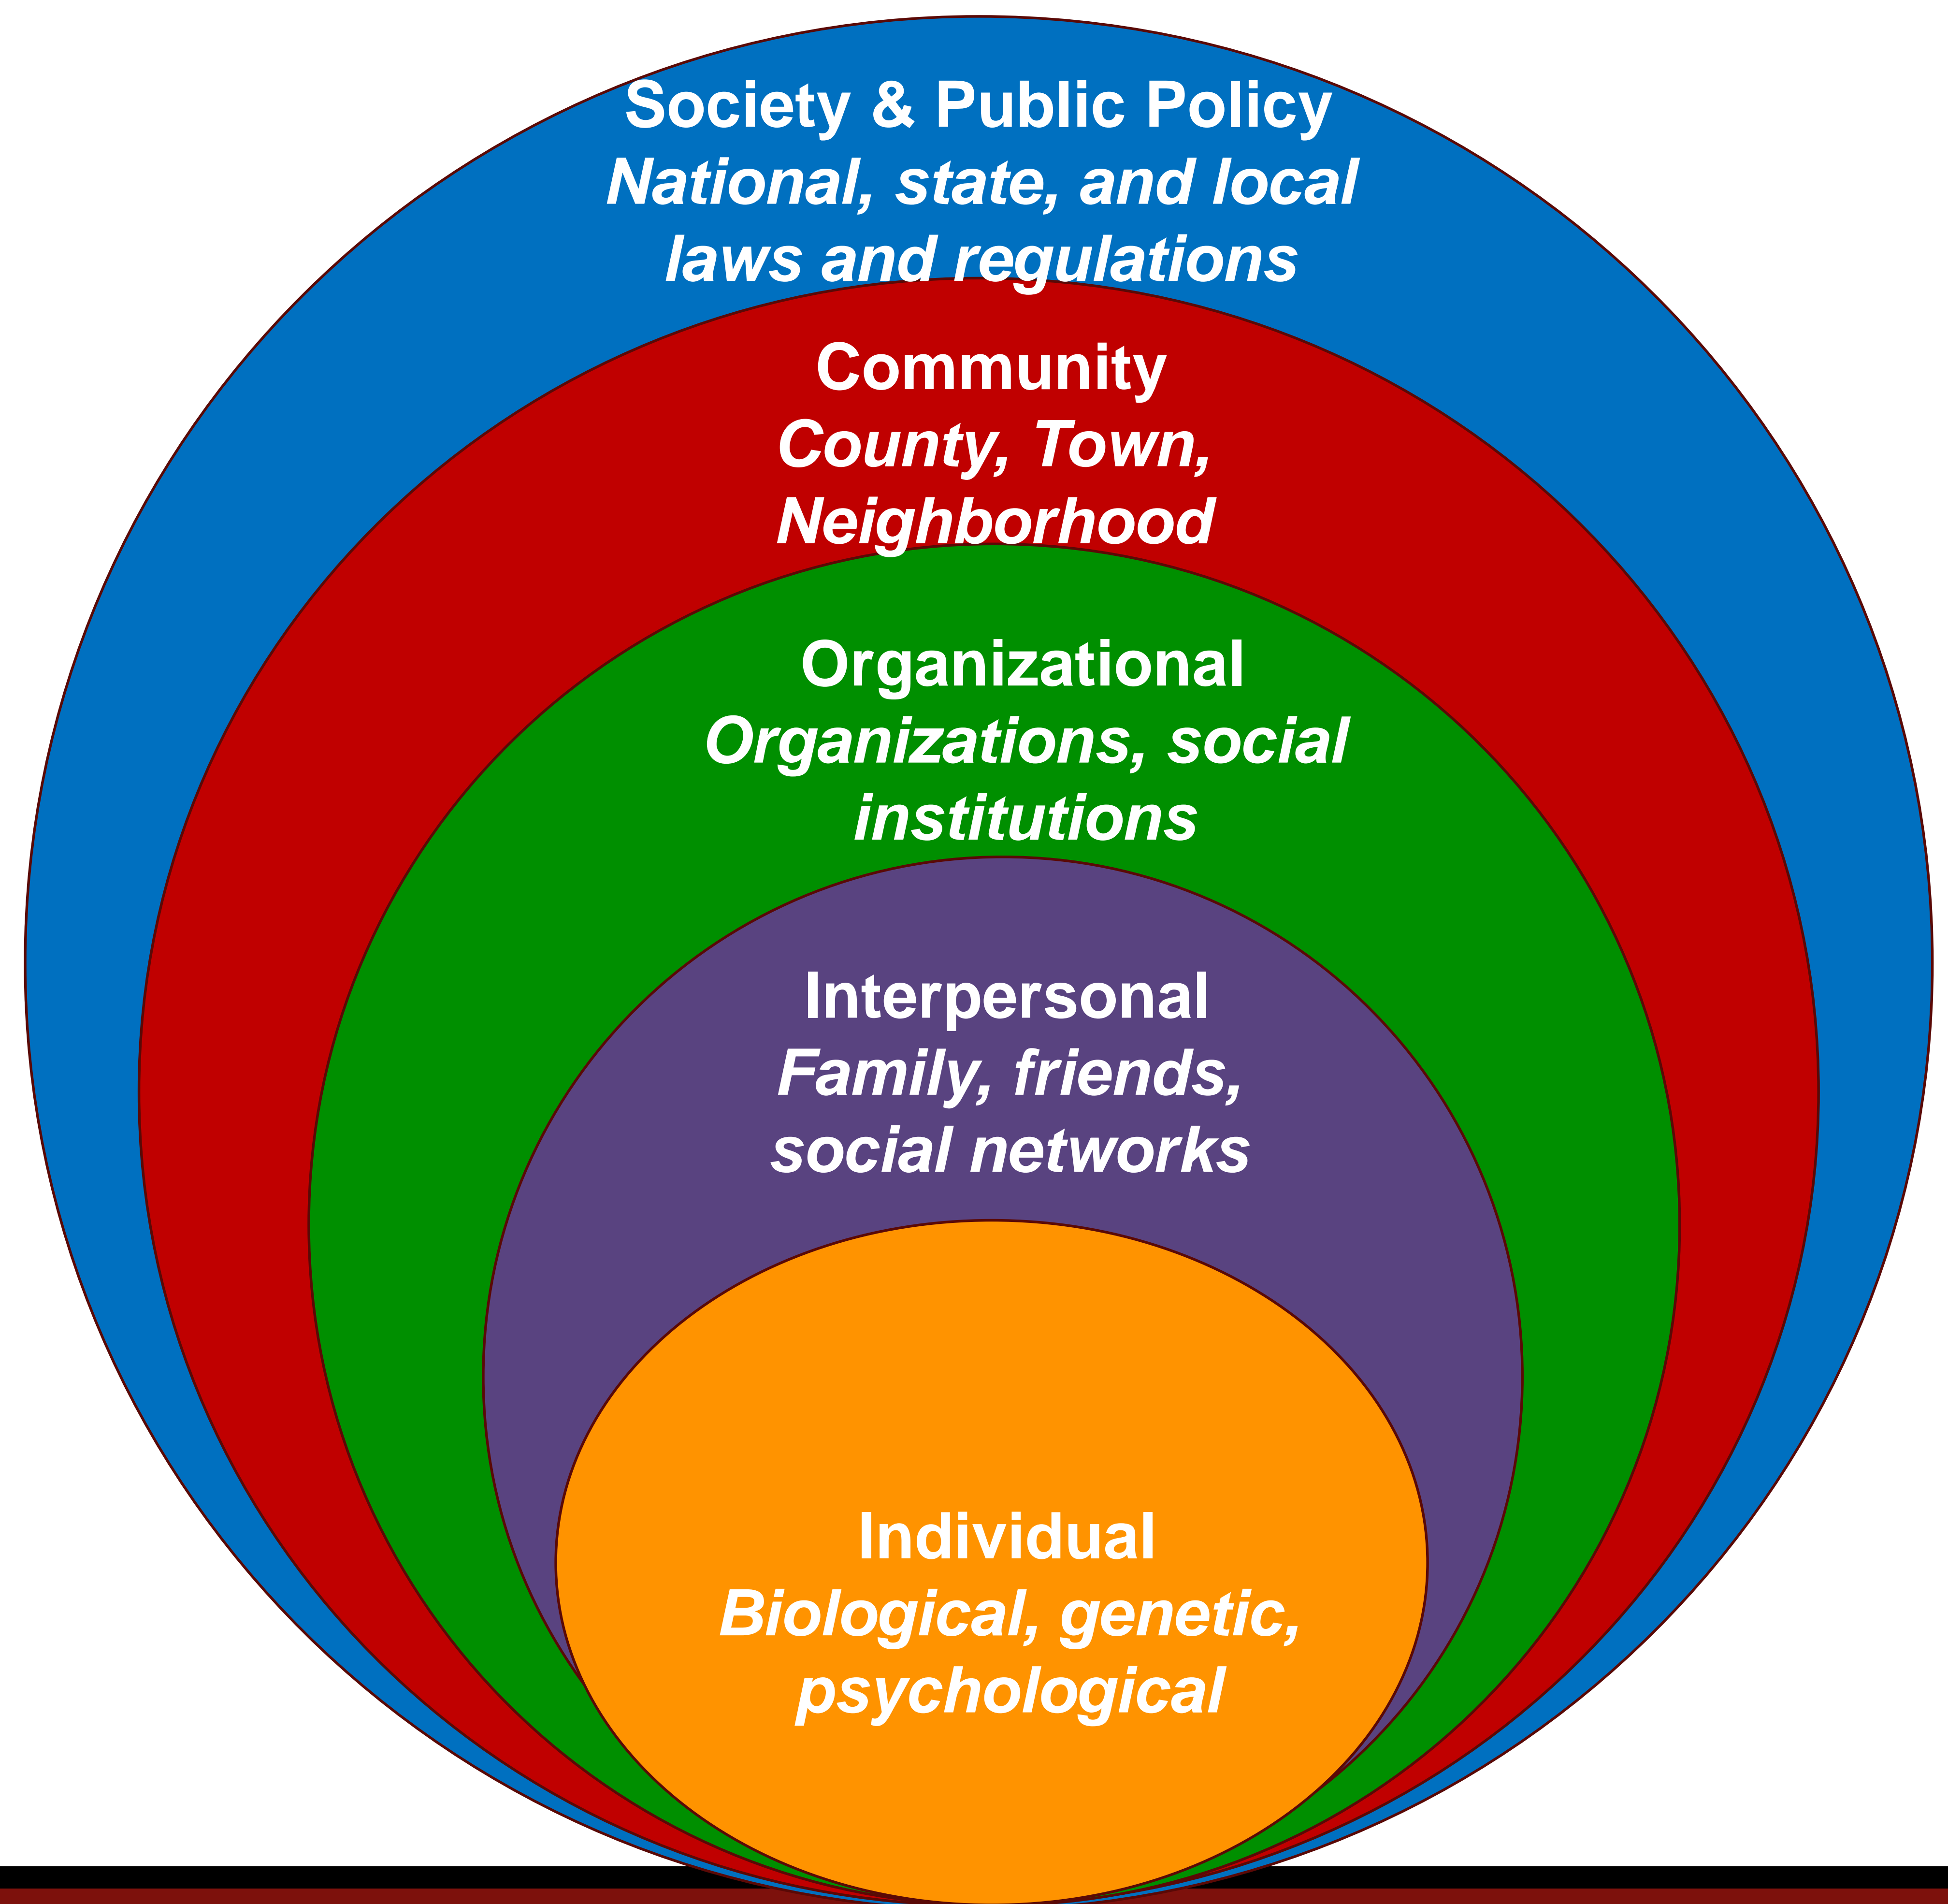 Society & Public Policy
National, state, and local
laws and regulations
Community
County, Town,
Neighborhood
Organizational
Organizations, social
institutions
Interpersonal
Family, friends,
social networks
Individual
Biological, genetic,
psychological